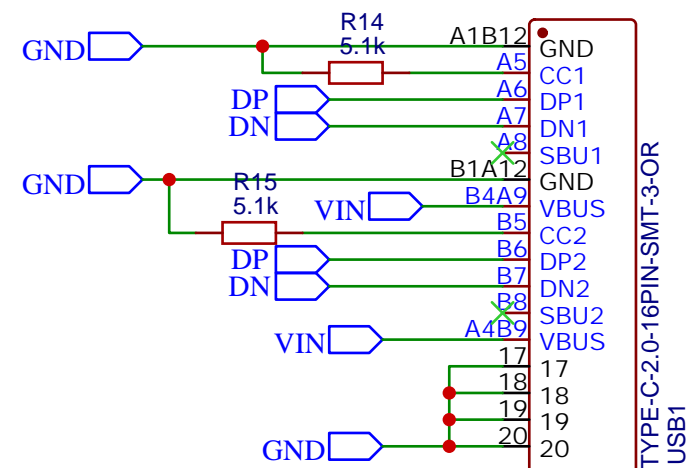 R14
5.1k
GND
A1B12
GND
A5
CC1
DP
A6
DP1
DN
A7
DN1
A8
SBU1
GND
B1A12
GND
R15
5.1k
VIN
B4A9
VBUS
B5
CC2
DP
B6
DP2
DN
B7
DN2
B8
SBU2
VIN
A4B9
VBUS
17
17
18
18
19
19
GND
20
20
TYPE-C-2.0-16PIN-SMT-3-OR
USB1